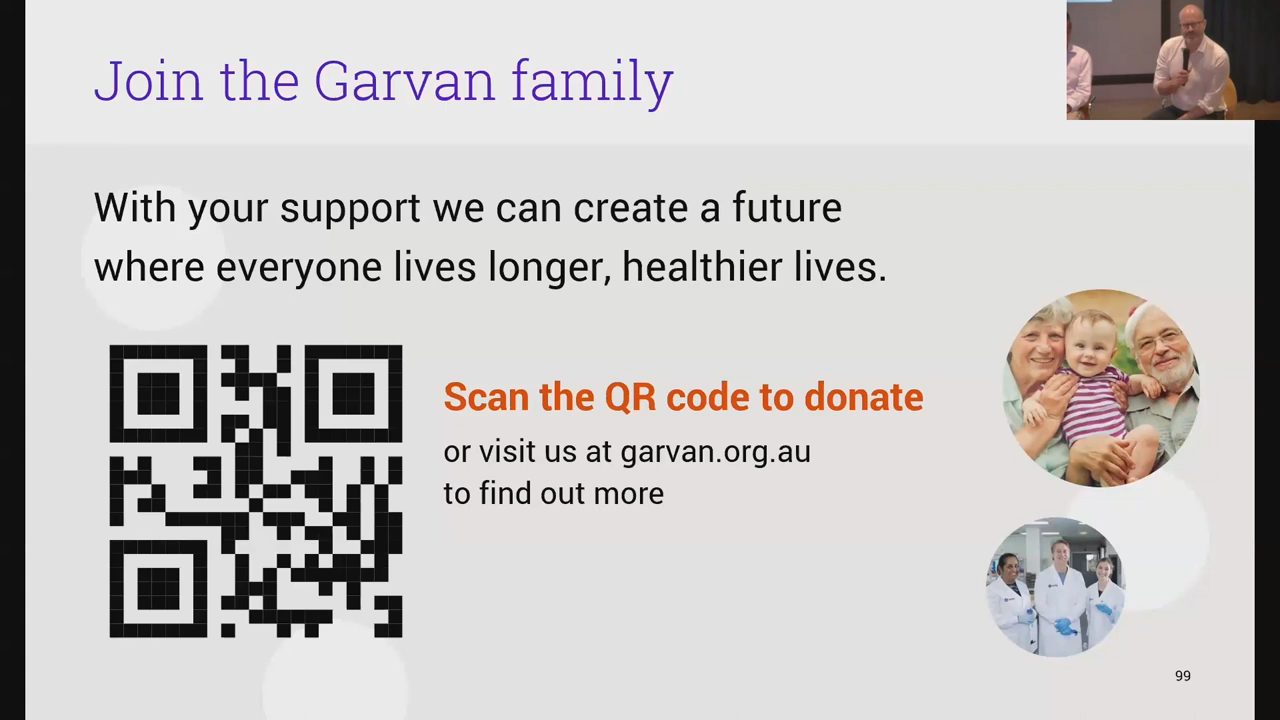 Join the Garvan family
With your support we can create a future
where everyone lives longer, healthier lives.
Scan the QR code to donate
or visit us at garvan.org.au
to find out more
99